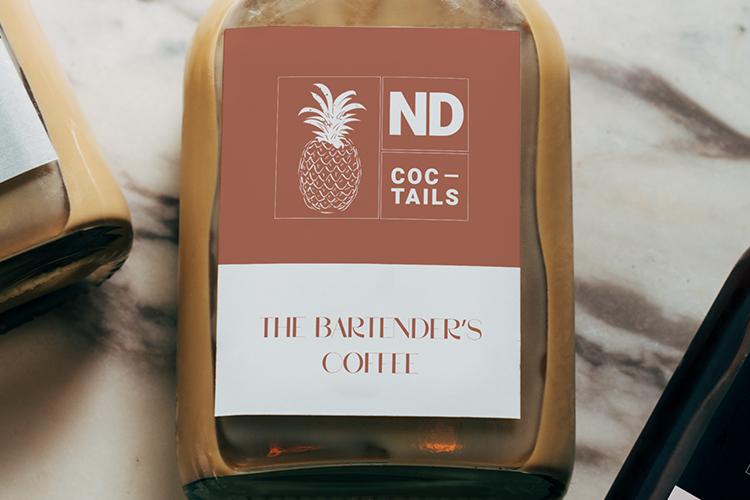 ND
COC–
TAILS
THE BARTENDER'S
COFFEE